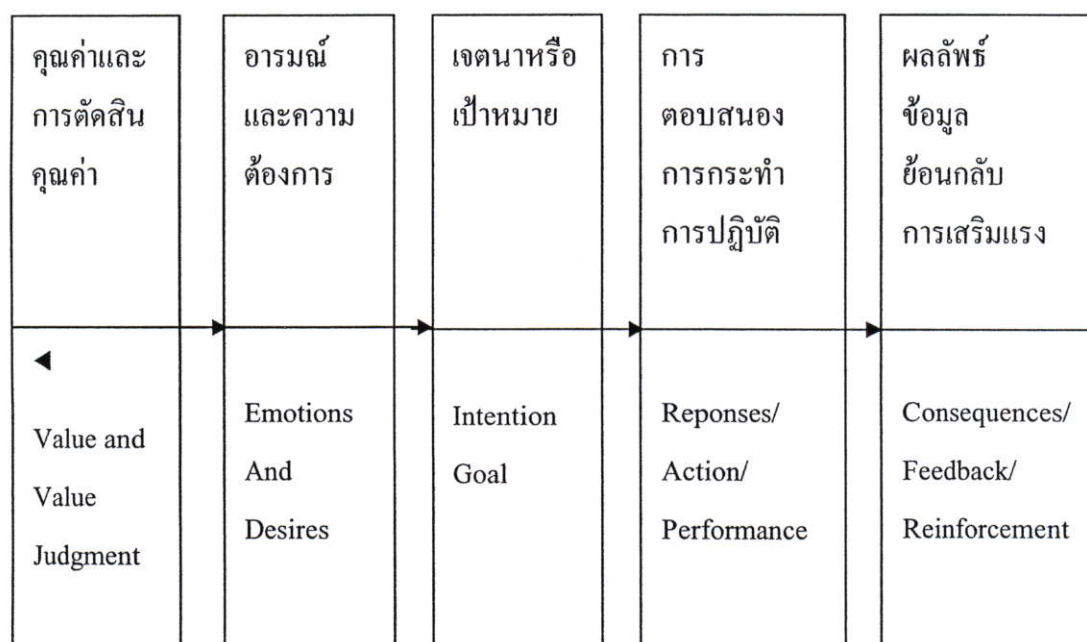 คุณค่าและ
การตัดสิน
คุณค่า
อารมณ์
และความ
ต้องการ
เจตนาหรือ
เป้าหมาย
การ
ตอบสนอง
การกระทำ
การปฏิบัติ
ผลลัพธ์
ข้อมูล
ย้อนกลับ
การเสริมแรง
Value and
Value
Judgment
Emotions
And
Desires
Intention
Goal
Reponses/
Action/
Performance
Consequences/
Feedback/
Reinforcement